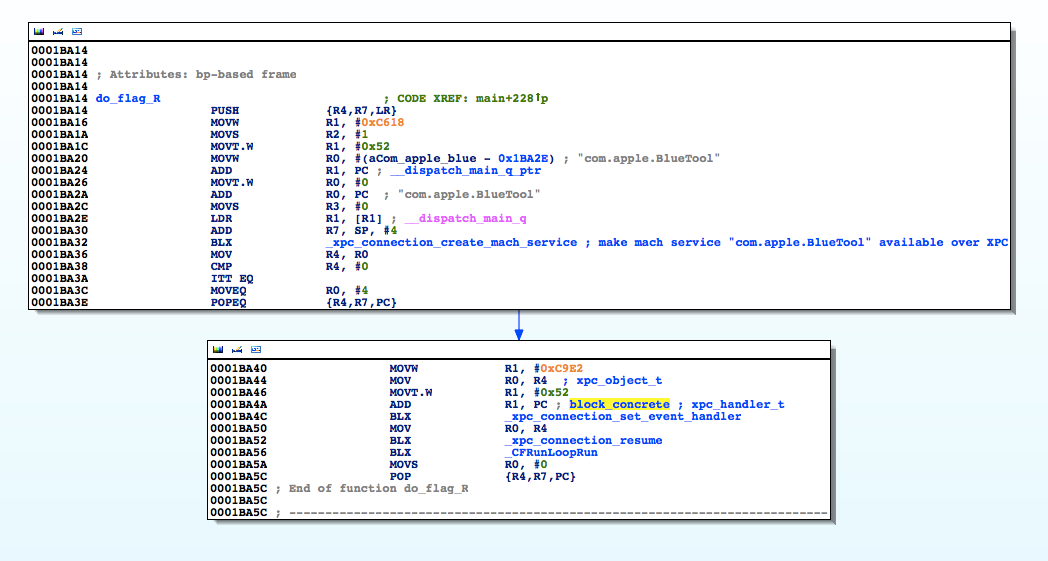 0001BA14
0001BA14
0001BA14 ; Attributes: bp-based frame
0001BA14
0001BA14 do_flag_R ; CODE XREF: main+228↑p
0001BA14 PUSH {R4,R7,LR}
0001BA16 MOVW R1, #0xC618
0001BA1A MOVS R2, #1
0001BA1C MOVT.W R1, #0x52
0001BA20 MOVW R0, #(aCom_apple_blue - 0x1BA2E) ; "com.apple.BlueTool"
0001BA24 ADD R1, PC ; __dispatch_main_q_ptr
0001BA26 MOVT.W R0, #0
0001BA2A ADD R0, PC ; "com.apple.BlueTool"
0001BA2C MOVS R3, #0
0001BA2E LDR R1, [R1] ; __dispatch_main_q
0001BA30 ADD R7, SP, #4
0001BA32 BLX _xpc_connection_create_mach_service ; make mach service "com.apple.BlueTool" available over XPC
0001BA36 MOV R4, R0
0001BA38 CMP R4, #0
0001BA3A ITT EQ
0001BA3C MOVEQ R0, #4
0001BA3E POPEQ {R4,R7,PC}
0001BA40 MOVW R1, #0xC9E2
0001BA44 MOV R0, R4 ; xpc_object_t
0001BA46 MOVT.W R1, #0x52
0001BA4A ADD R1, PC ; block_concrete ; xpc_handler_t
0001BA4C BLX _xpc_connection_set_event_handler
0001BA50 MOV R0, R4
0001BA52 BLX _xpc_connection_resume
0001BA56 BLX _CFRunLoopRun
0001BA5A MOVS R0, #0
0001BA5C POP {R4,R7,PC}
0001BA5C ; End of function do_flag_R
0001BA5C
0001BA5C ; ---------------------------------------------------------------------------